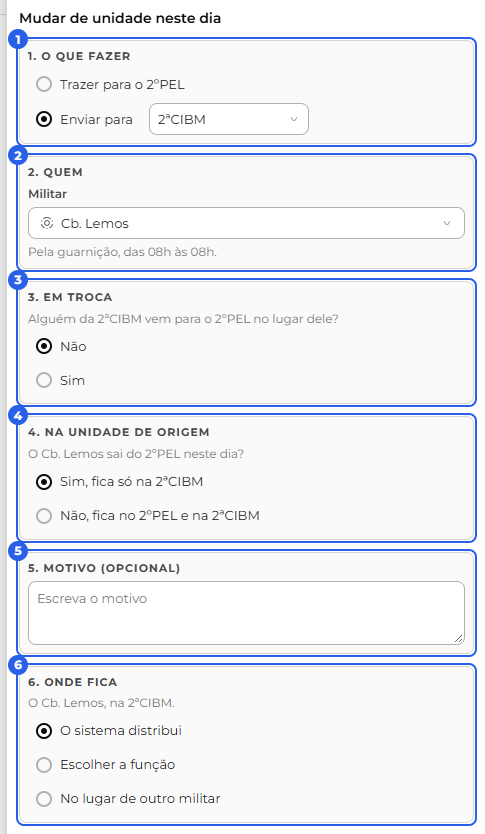 Mudar de unidade neste dia
1
1. O QUE FAZER
Trazer para o 2ºPEL
Enviar para 2ªCIBM
2
2. QUEM
Militar
Cb. Lemos
Pela guarnição, das 08h às 08h.
3
3. EM TROCA
Alguém da 2ªCIBM vem para o 2ºPEL no lugar dele?
Não
Sim
4
4. NA UNIDADE DE ORIGEM
O Cb. Lemos sai do 2ºPEL neste dia?
Sim, fica só na 2ªCIBM
Não, fica no 2ºPEL e na 2ªCIBM
5
5. MOTIVO (OPCIONAL)
Escreva o motivo
6
6. ONDE FICA
O Cb. Lemos, na 2ªCIBM.
O sistema distribui
Escolher a função
No lugar de outro militar